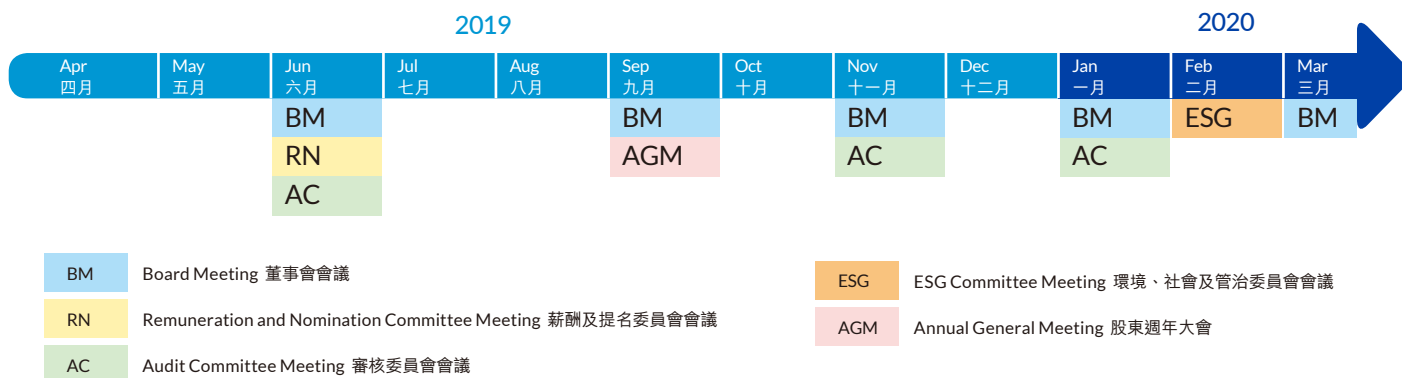 2019
2020
Apr May Jun Jul Aug Sep Oct Nov Dec Jan Feb Mar
四月 五月 六月 七月 八月 九月 十月 十一月 十二月 一月 二月 三月
BM BM BM BM ESG BM
RN AGM AC AC
AC
BM Board Meeting 董事會會議
RN Remuneration and Nomination Committee Meeting 薪酬及提名委員會會議
AC Audit Committee Meeting 審核委員會會議
ESG ESG Committee Meeting 環境、社會及管治委員會會議
AGM Annual General Meeting 股東週年大會